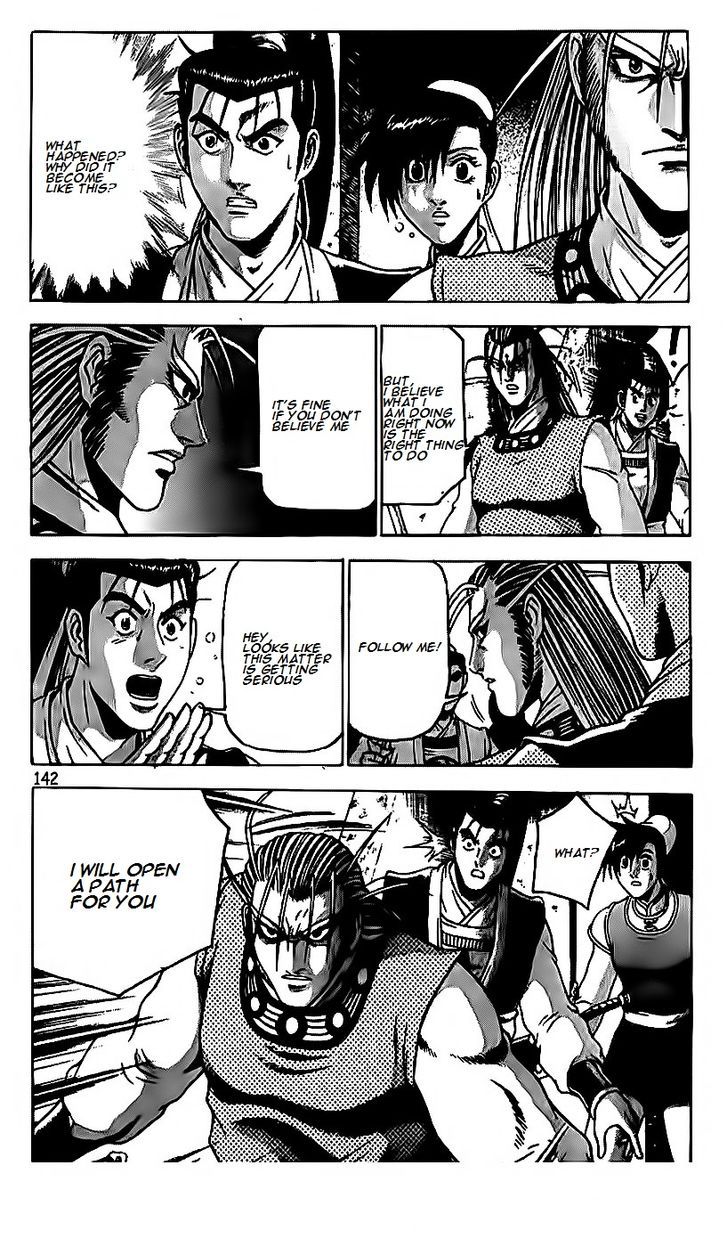 WHAT
HAPPENED?
WHY DID IT
BECOME
LIKE THIS?
BUT
I BELIEVE
WHAT I
AM DOING
RIGHT NOW
IS THE
RIGHT THING
TO DO
IT'S FINE
IF YOU DON'T
BELIEVE ME
FOLLOW ME!
HEY,
LOOKS LIKE
THIS MATTER
IS GETTING
SERIOUS
142
WHAT?
I WILL OPEN
A PATH
FOR YOU